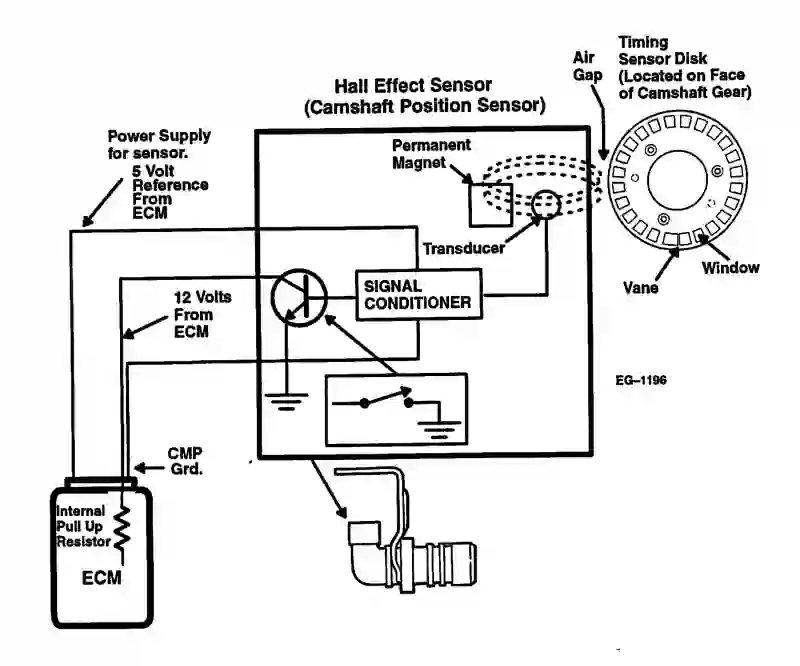 Timing
Sensor Disk
(Located on Face
of Camshaft Gear)
Air
Gap
Hall Effect Sensor
(Camshaft Position Sensor)
Power Supply
for sensor.
5 Volt
Reference
From
ECM
Permanent
Magnet
Transducer
Window
Vane
12 Volts
From
ECM
SIGNAL
CONDITIONER
EG–1196
CMP
Grd.
Internal
Pull Up
Resistor
ECM